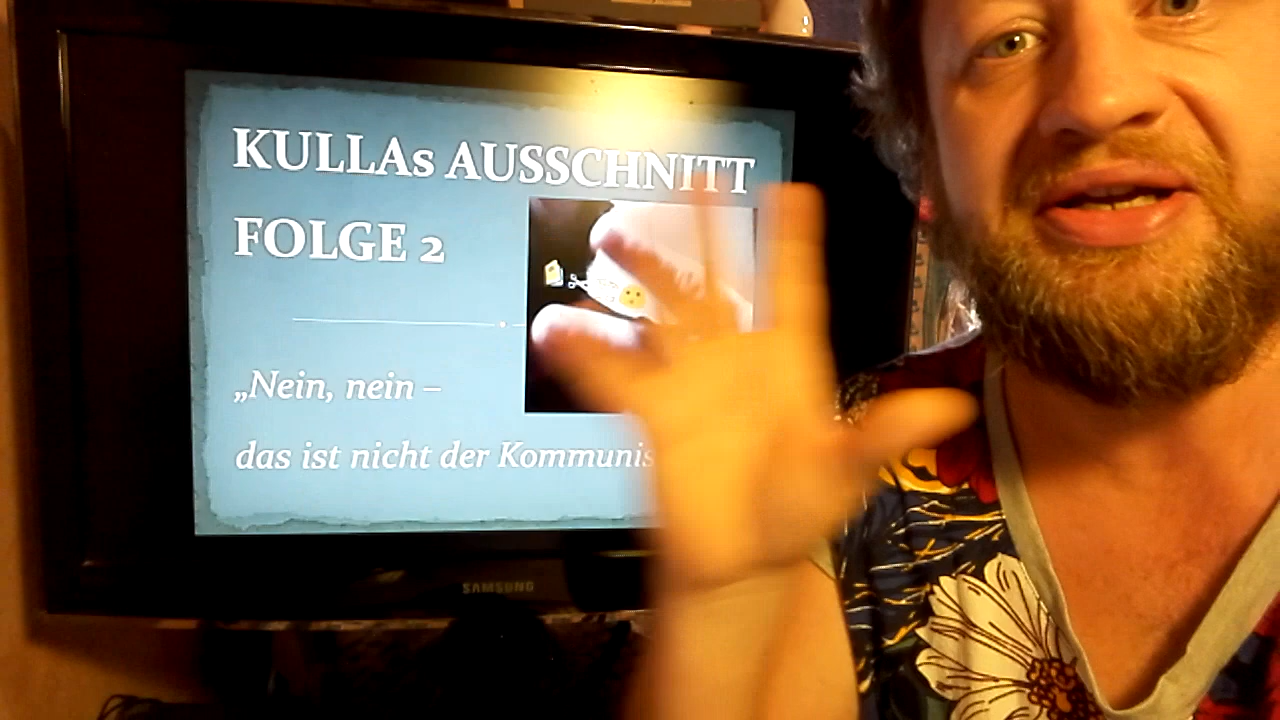 KULLAs AUSSCHNITT
FOLGE 2
„Nein, nein –
das ist nicht der Kommunis
SAMSUNG